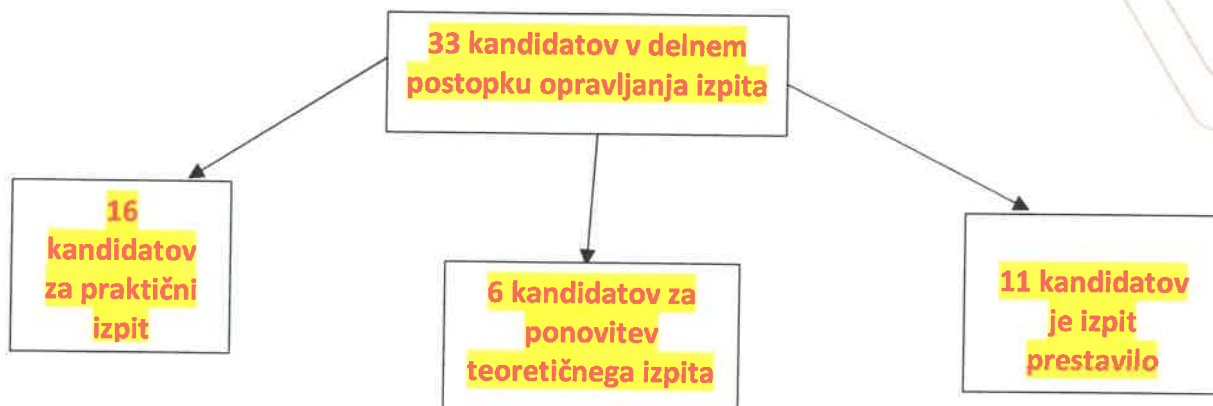 33 kandidatov v delnem
postopku opravljanja izpita
16
kandidatov
za praktični
izpit
6 kandidatov za
ponovitev
teoretičnega izpita
11 kandidatov
je izpit
prestavilo